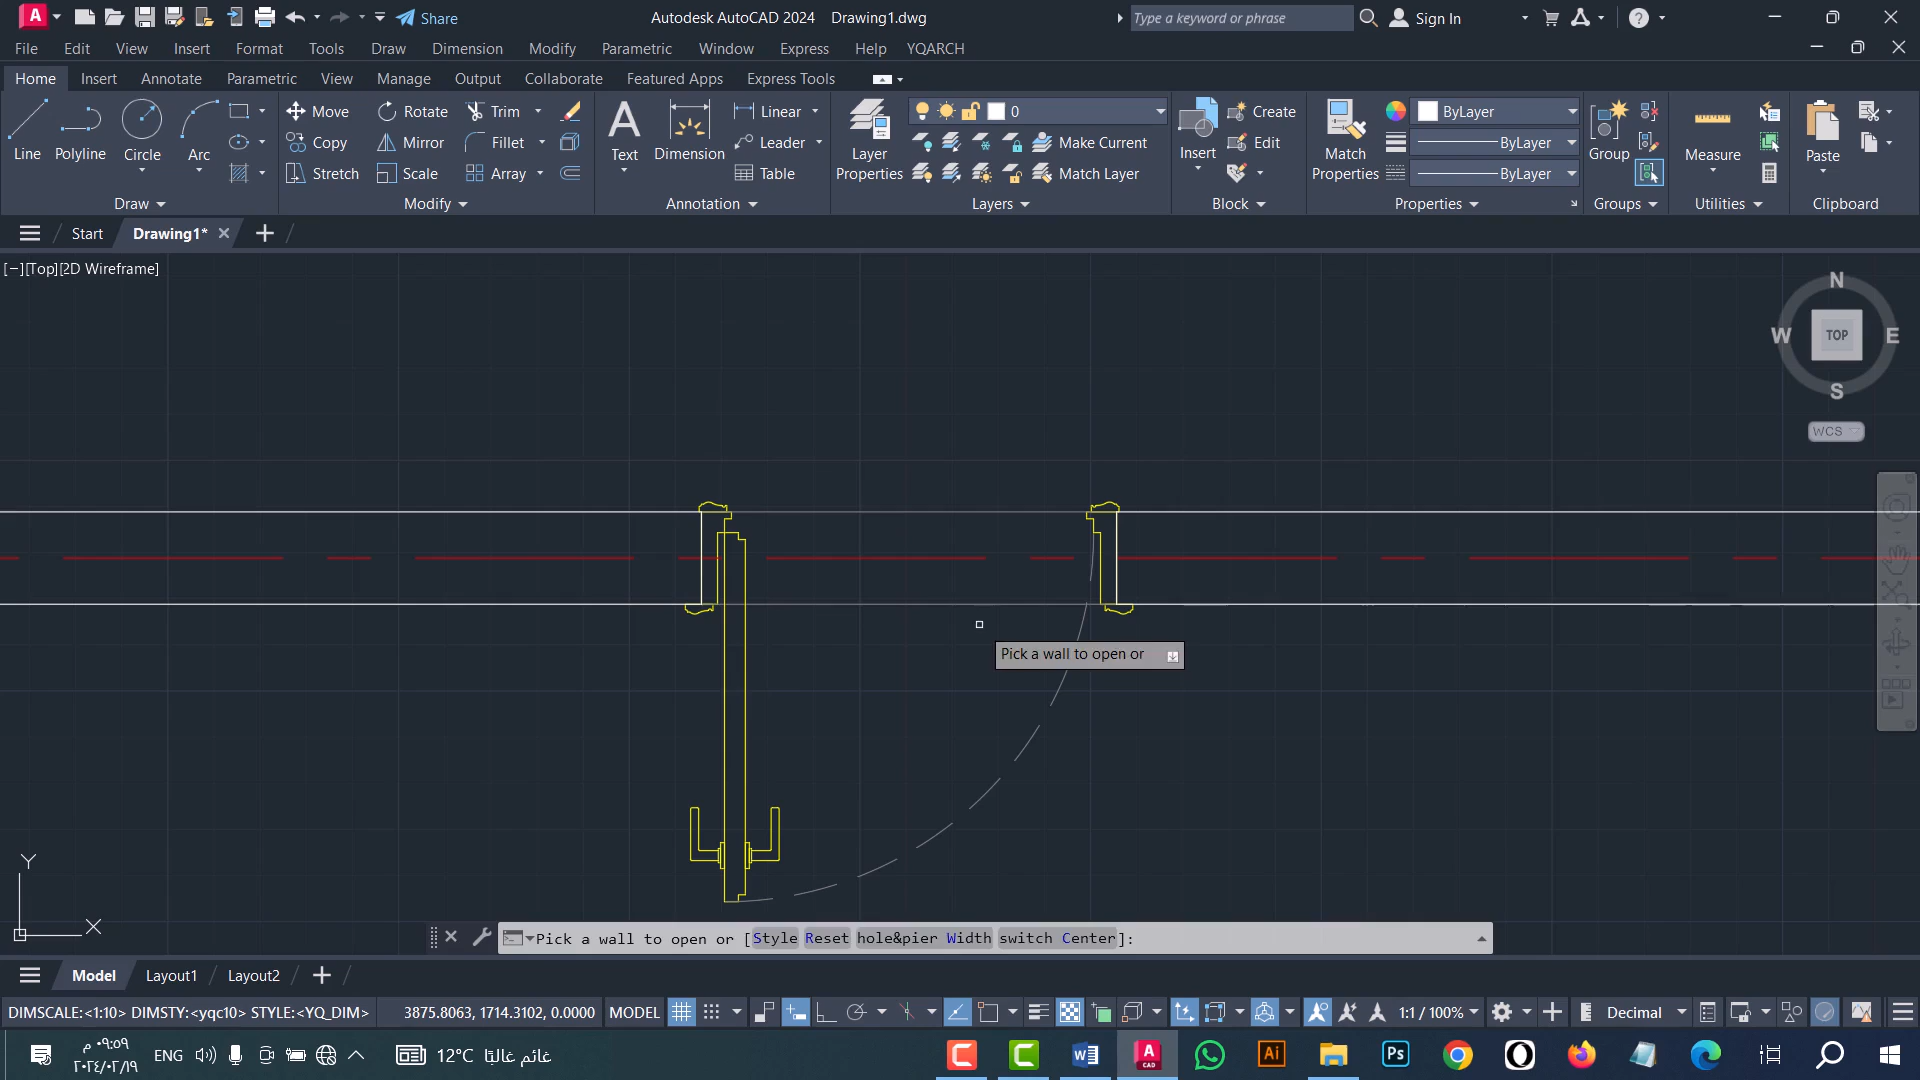 Share
Autodesk AutoCAD 2024 Drawing1.dwg
Type a keyword or phrase
Sign In
File Edit View Insert Format Tools Draw Dimension Modify Parametric Window Express Help YQARCH
Home Insert Annotate Parametric View Manage Output Collaborate Featured Apps Express Tools
Line Polyline Circle Arc
Draw
Move Rotate Trim
Copy Mirror Fillet
Stretch Scale Array
Modify
Text Dimension
Linear
Leader
Table
Annotation
Layer Properties
0
Make Current
Match Layer
Layers
Insert
Create
Edit
Block
Match Properties
ByLayer
ByLayer
ByLayer
Properties
Group
Groups
Measure
Utilities
Paste
Clipboard
Start Drawing1*
[−][Top][2D Wireframe]
N
W TOP E
S
WCS
Pick a wall to open or
Y
X
Pick a wall to open or [Style Reset hole&pier Width switch Center]:
Model Layout1 Layout2
DIMSCALE:<1:10> DIMSTY:<yqc10> STYLE:<YQ_DIM> 3875.8063, 1714.3102, 0.0000 MODEL 1:1 / 100% Decimal
٠٩:٥٩ م
٢٠٢٤/٠٢/١٩
ENG
12°C غائم غالبًا